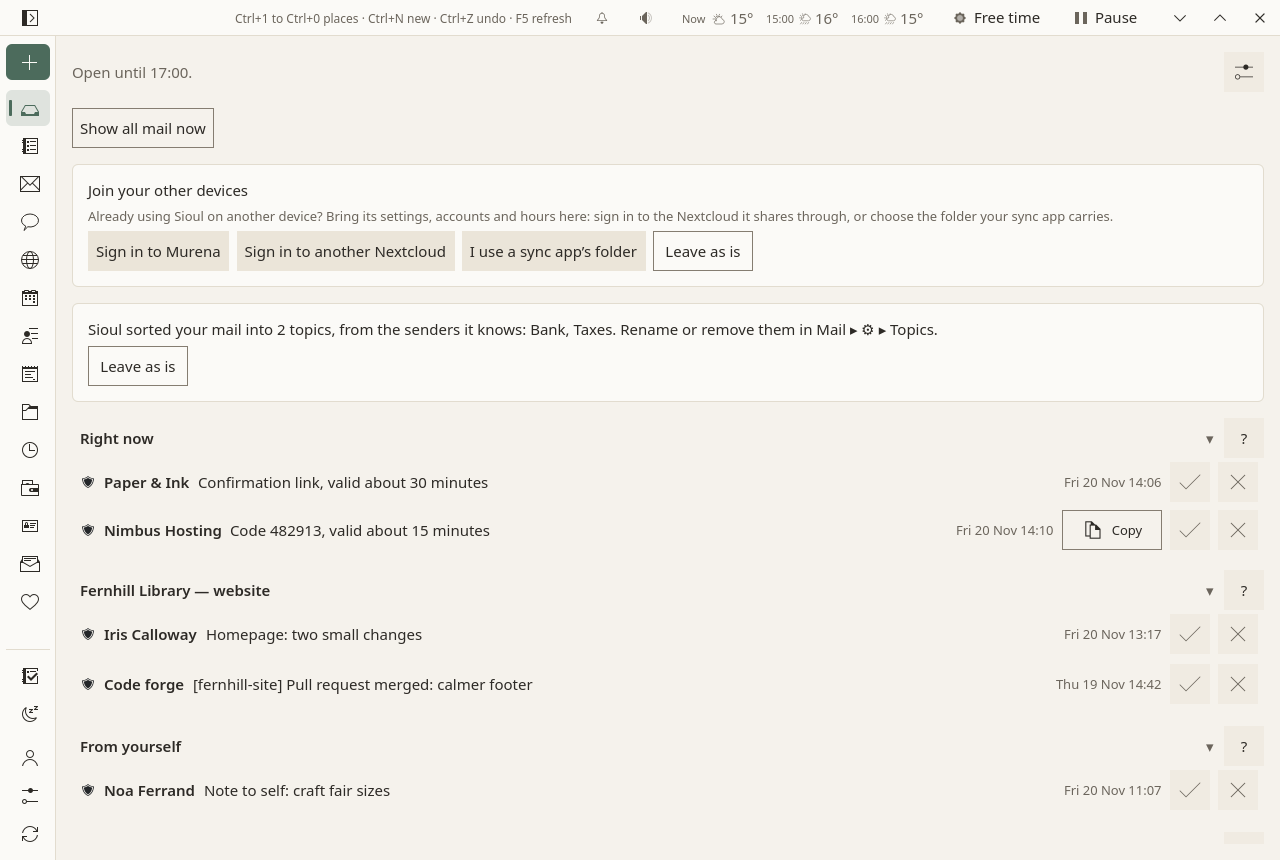 Ctrl+1 to Ctrl+0 places · Ctrl+N new · Ctrl+Z undo · F5 refresh
Now 15° 15:00 16° 16:00 15° Free time Pause
Open until 17:00.
Show all mail now
Join your other devices
Already using Sioul on another device? Bring its settings, accounts and hours here: sign in to the Nextcloud it shares through, or choose the folder your sync app carries.
Sign in to Murena Sign in to another Nextcloud I use a sync app’s folder Leave as is
Sioul sorted your mail into 2 topics, from the senders it knows: Bank, Taxes. Rename or remove them in Mail ▸ ⚙ ▸ Topics.
Leave as is
Right now ▾ ?
Paper & Ink Confirmation link, valid about 30 minutes Fri 20 Nov 14:06
Nimbus Hosting Code 482913, valid about 15 minutes Fri 20 Nov 14:10 Copy
Fernhill Library — website ▾ ?
Iris Calloway Homepage: two small changes Fri 20 Nov 13:17
Code forge [fernhill-site] Pull request merged: calmer footer Thu 19 Nov 14:42
From yourself ▾ ?
Noa Ferrand Note to self: craft fair sizes Fri 20 Nov 11:07